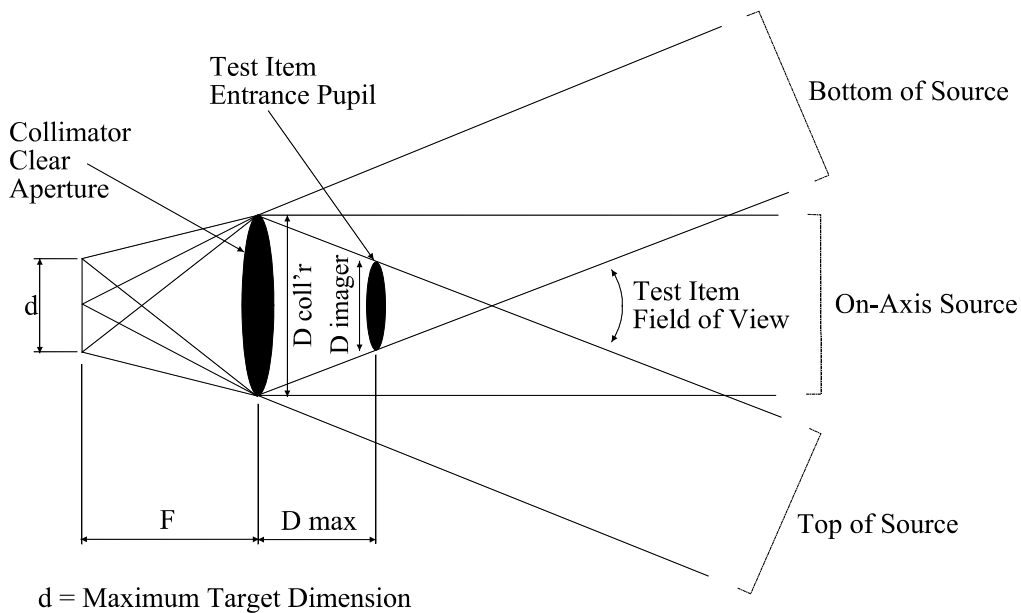 Test Item
Entrance Pupil
Bottom of Source
Collimator
Clear
Aperture
d
D coll'r
D imager
Test Item
Field of View
On-Axis Source
F
D max
Top of Source
d = Maximum Target Dimension